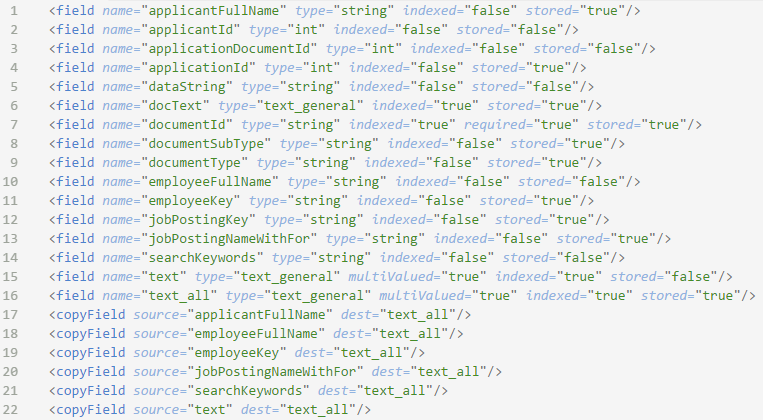 1 <field name="applicantFullName" type="string" indexed="false" stored="true"/>
2 <field name="applicantId" type="int" indexed="false" stored="false"/>
3 <field name="applicationDocumentId" type="int" indexed="false" stored="false"/>
4 <field name="applicationId" type="int" indexed="false" stored="true"/>
5 <field name="dataString" type="string" indexed="false" stored="false"/>
6 <field name="docText" type="text_general" indexed="true" stored="true"/>
7 <field name="documentId" type="string" indexed="true" required="true" stored="true"/>
8 <field name="documentSubType" type="string" indexed="false" stored="true"/>
9 <field name="documentType" type="string" indexed="false" stored="true"/>
10 <field name="employeeFullName" type="string" indexed="false" stored="false"/>
11 <field name="employeeKey" type="string" indexed="false" stored="true"/>
12 <field name="jobPostingKey" type="string" indexed="false" stored="true"/>
13 <field name="jobPostingNameWithFor" type="string" indexed="false" stored="true"/>
14 <field name="searchKeywords" type="string" indexed="false" stored="false"/>
15 <field name="text" type="text_general" multiValued="true" indexed="true" stored="false"/>
16 <field name="text_all" type="text_general" multiValued="true" indexed="true" stored="true"/>
17 <copyField source="applicantFullName" dest="text_all"/>
18 <copyField source="employeeFullName" dest="text_all"/>
19 <copyField source="employeeKey" dest="text_all"/>
20 <copyField source="jobPostingNameWithFor" dest="text_all"/>
21 <copyField source="searchKeywords" dest="text_all"/>
22 <copyField source="text" dest="text_all"/>